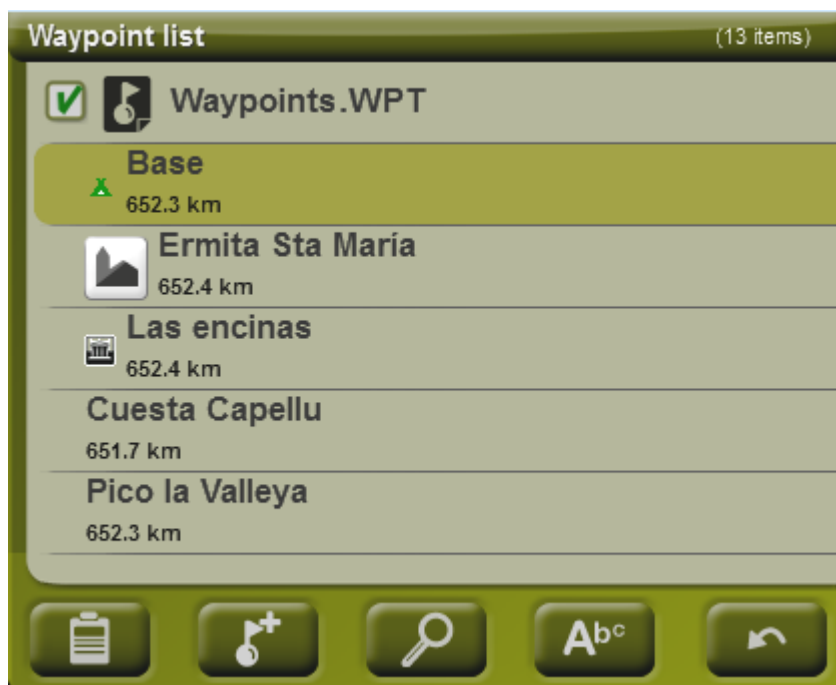 Waypoint list (13 items)
Waypoints.WPT
Base
652.3 km
Ermita Sta María
652.4 km
Las encinas
652.4 km
Cuesta Capellu
651.7 km
Pico la Valleya
652.3 km
Abc